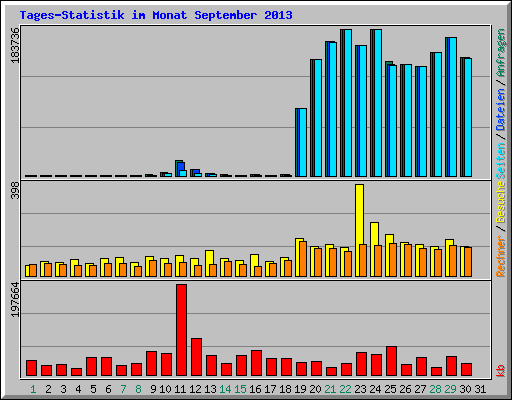 Tages-Statistik im Monat September 2013
183736
398
197664
Anfragen
Seiten / Dateien /
Rechner / Besuche
kb
1 2 3 4 5 6 7 8 9 10 11 12 13 14 15 16 17 18 19 20 21 22 23 24 25 26 27 28 29 30 31